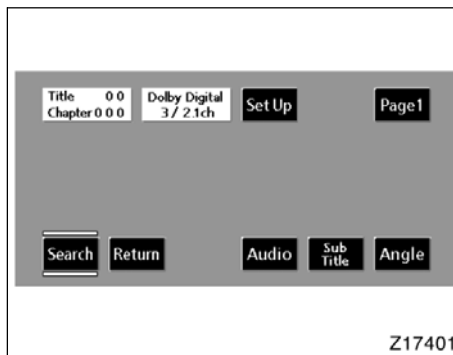 Title 0 0
Chapter 0 0 0
Dolby Digital
3 / 2.1ch
Set Up
Page1
Search
Return
Audio
Sub
Title
Angle
Z17401